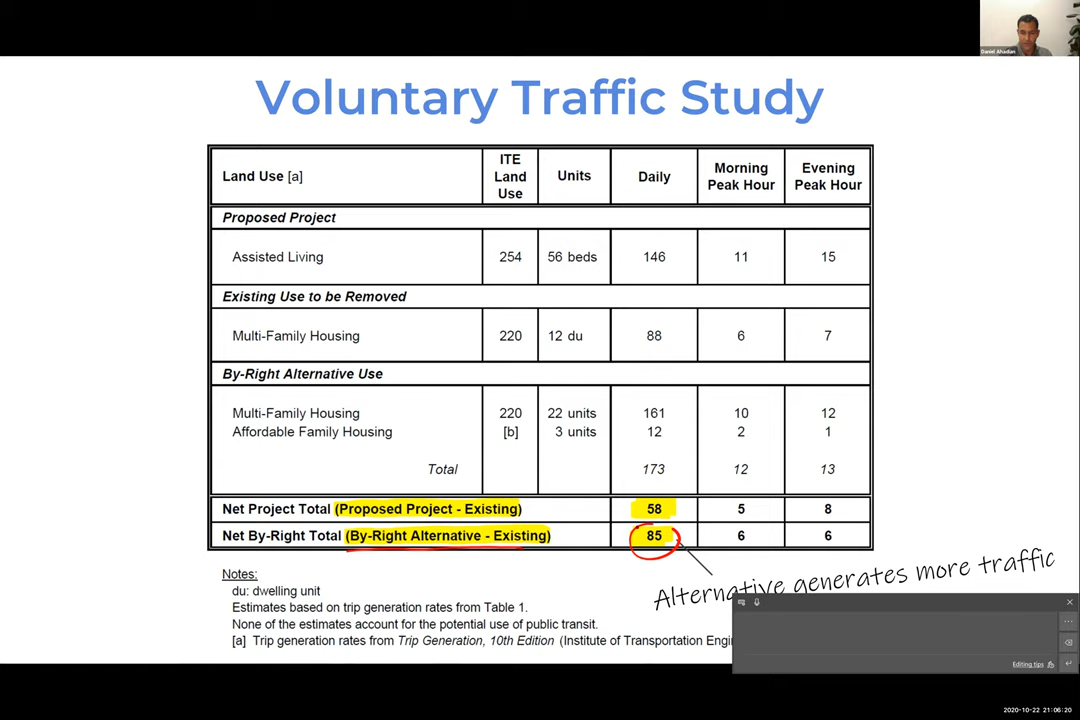 Daniel Ahadian
Voluntary Traffic Study
Land Use [a] ITE Land Use Units Daily Morning Peak Hour Evening Peak Hour
Proposed Project
Assisted Living 254 56 beds 146 11 15
Existing Use to be Removed
Multi-Family Housing 220 12 du 88 6 7
By-Right Alternative Use
Multi-Family Housing 220 22 units 161 10 12
Affordable Family Housing [b] 3 units 12 2 1
Total 173 12 13
Net Project Total (Proposed Project - Existing) 58 5 8
Net By-Right Total (By-Right Alternative - Existing) 85 6 6
Alternative generates more traffic
Notes:
du: dwelling unit
Estimates based on trip generation rates from Table 1.
None of the estimates account for the potential use of public transit.
[a] Trip generation rates from Trip Generation, 10th Edition (Institute of Transportation Engi
Editing tips
2020-10-22 21:06:20